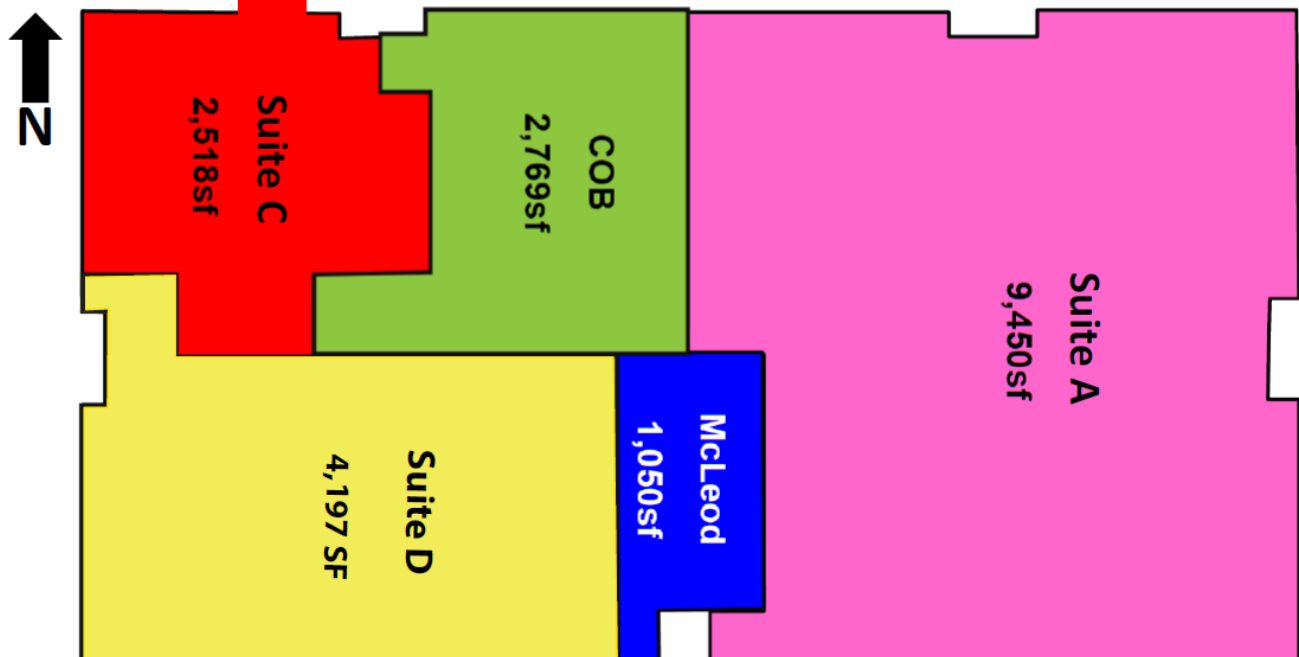 N
Suite C
2,518sf
COB
2,769sf
Suite A
9,450sf
Suite D
4,197 SF
McLeod
1,050sf